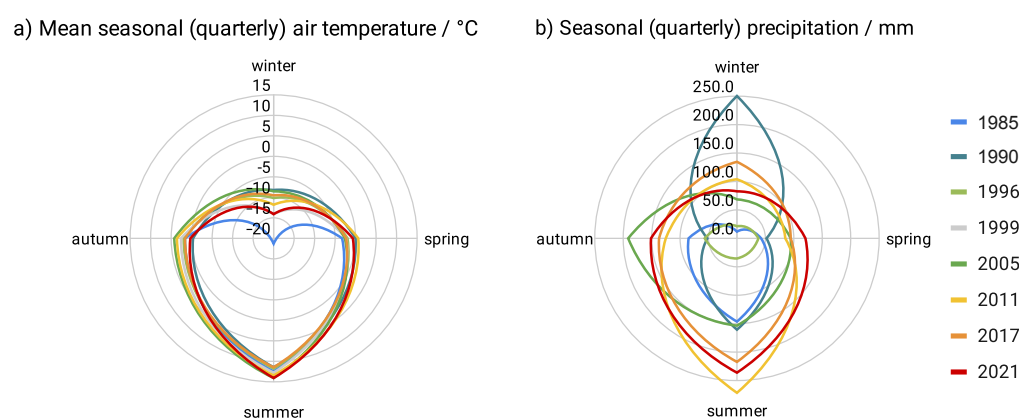 a) Mean seasonal (quarterly) air temperature / °C
winter
15
10
5
0
-5
-10
-15
-20
autumn
spring
summer
b) Seasonal (quarterly) precipitation / mm
winter
250.0
200.0
150.0
100.0
50.0
0.0
autumn
spring
summer
1985
1990
1996
1999
2005
2011
2017
2021